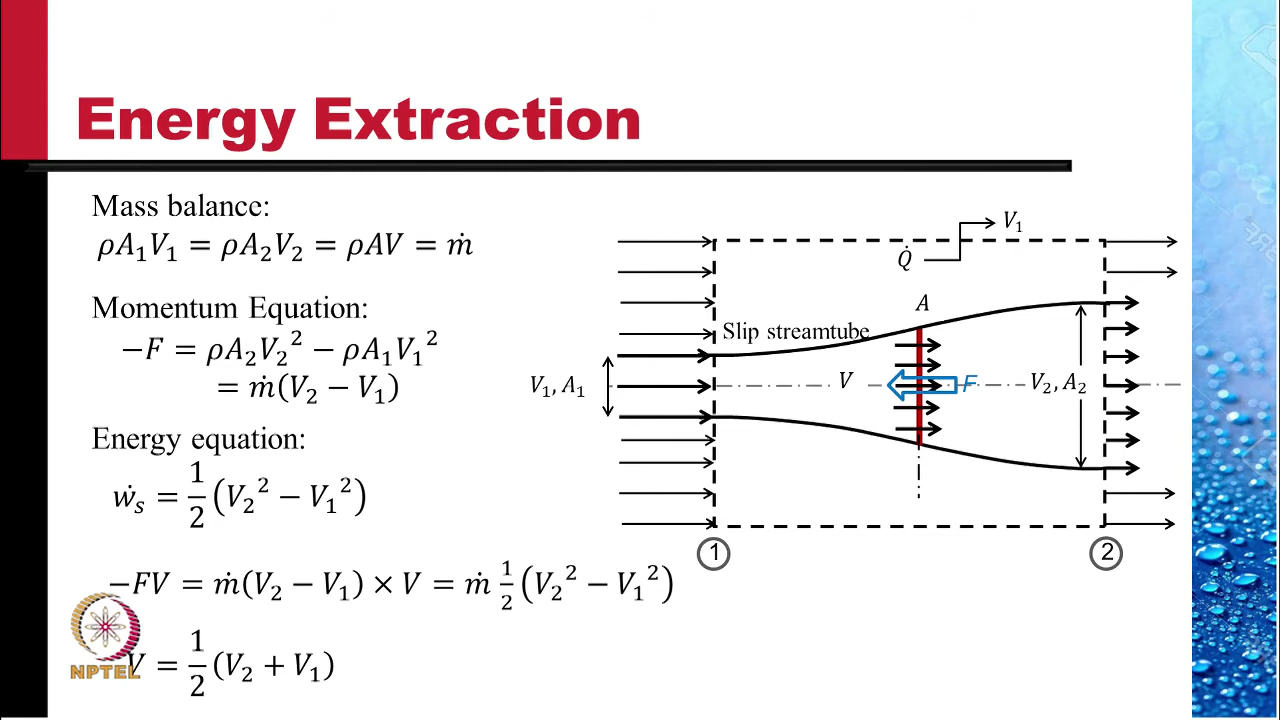 Energy Extraction
Mass balance:
ρA₁V₁ = ρA₂V₂ = ρAV = ṁ
Momentum Equation:
−F = ρA₂V₂² − ρA₁V₁²
= ṁ(V₂ − V₁)
Energy equation:
ẇₛ = 1/2 (V₂² − V₁²)
−FV = ṁ(V₂ − V₁) × V = ṁ 1/2 (V₂² − V₁²)
V = 1/2 (V₂ + V₁)
NPTEL
V₁
Q̇
A
Slip streamtube
V₁, A₁
V
F
V₂, A₂
1
2